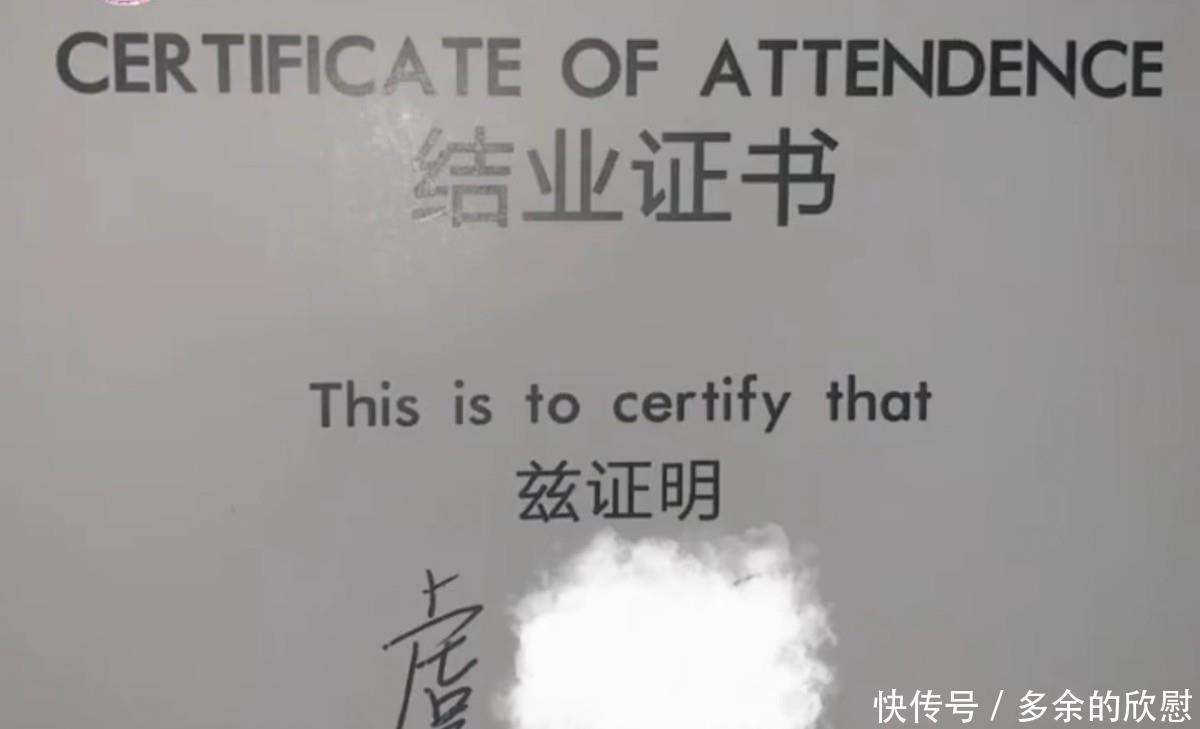 CERTIFICATE OF ATTENDENCE
结业证书
This is to certify that
兹证明
快传号 / 多余的欣慰